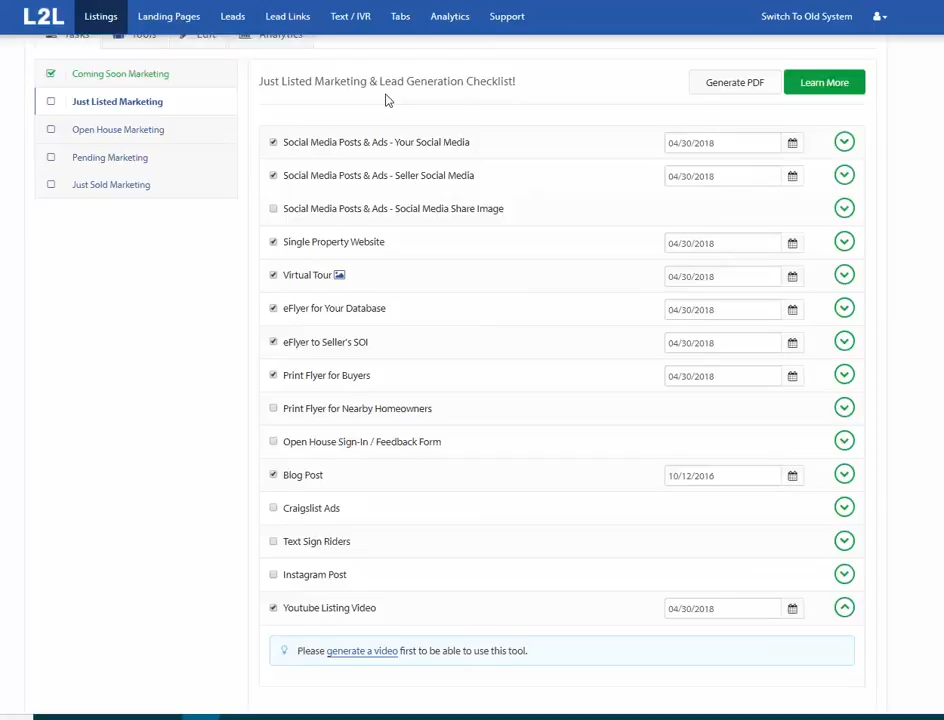 L2L Listings Landing Pages Leads Lead Links Text / IVR Tabs Analytics Support Switch To Old System
Tasks Tools Edit Analytics
Coming Soon Marketing
Just Listed Marketing
Open House Marketing
Pending Marketing
Just Sold Marketing
Just Listed Marketing & Lead Generation Checklist!
Generate PDF
Learn More
Social Media Posts & Ads - Your Social Media 04/30/2018
Social Media Posts & Ads - Seller Social Media 04/30/2018
Social Media Posts & Ads - Social Media Share Image
Single Property Website 04/30/2018
Virtual Tour 04/30/2018
eFlyer for Your Database 04/30/2018
eFlyer to Seller's SOI 04/30/2018
Print Flyer for Buyers 04/30/2018
Print Flyer for Nearby Homeowners
Open House Sign-In / Feedback Form
Blog Post 10/12/2016
Craigslist Ads
Text Sign Riders
Instagram Post
Youtube Listing Video 04/30/2018
Please generate a video first to be able to use this tool.